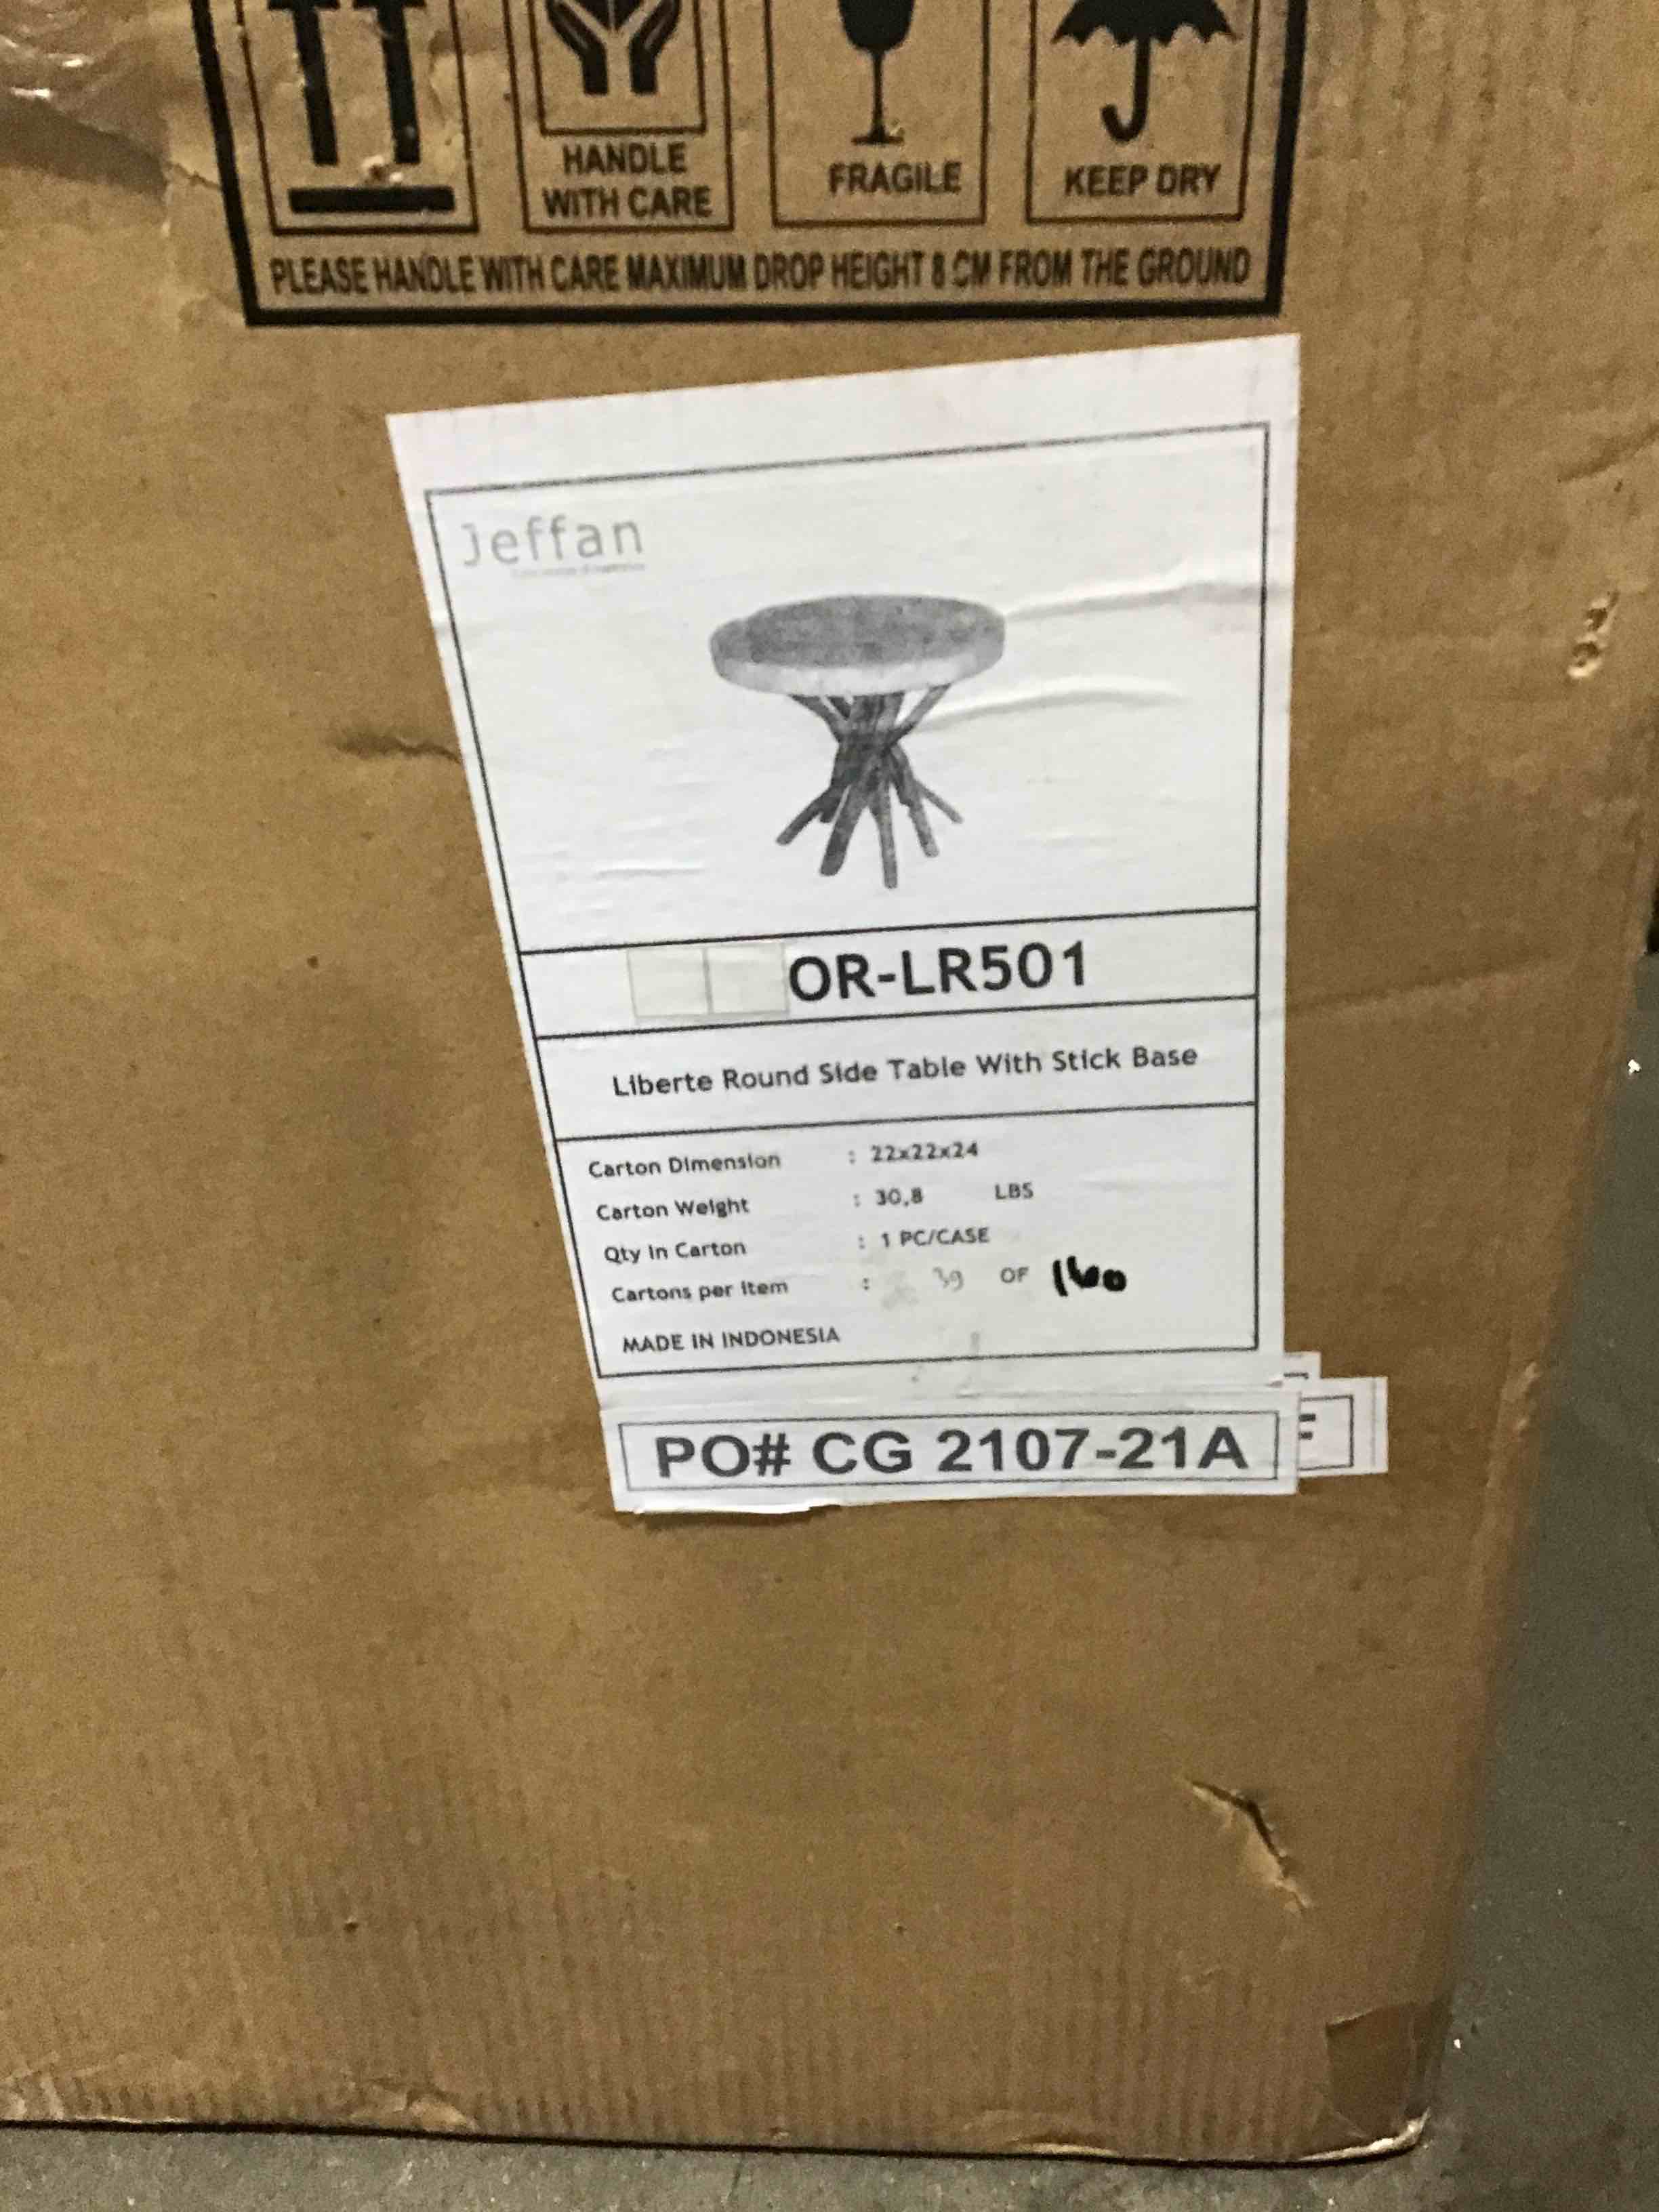 HANDLE
WITH CARE
FRAGILE
KEEP DRY
PLEASE HANDLE WITH CARE MAXIMUM DROP HEIGHT 8 CM FROM THE GROUND
Jeffan
OR-LR501
Liberte Round Side Table With Stick Base
Carton Dimension : 22x22x24
Carton Weight : 30,8 LBS
Qty In Carton : 1 PC/CASE
Cartons per Item : 39 OF 160
MADE IN INDONESIA
PO# CG 2107-21A
F